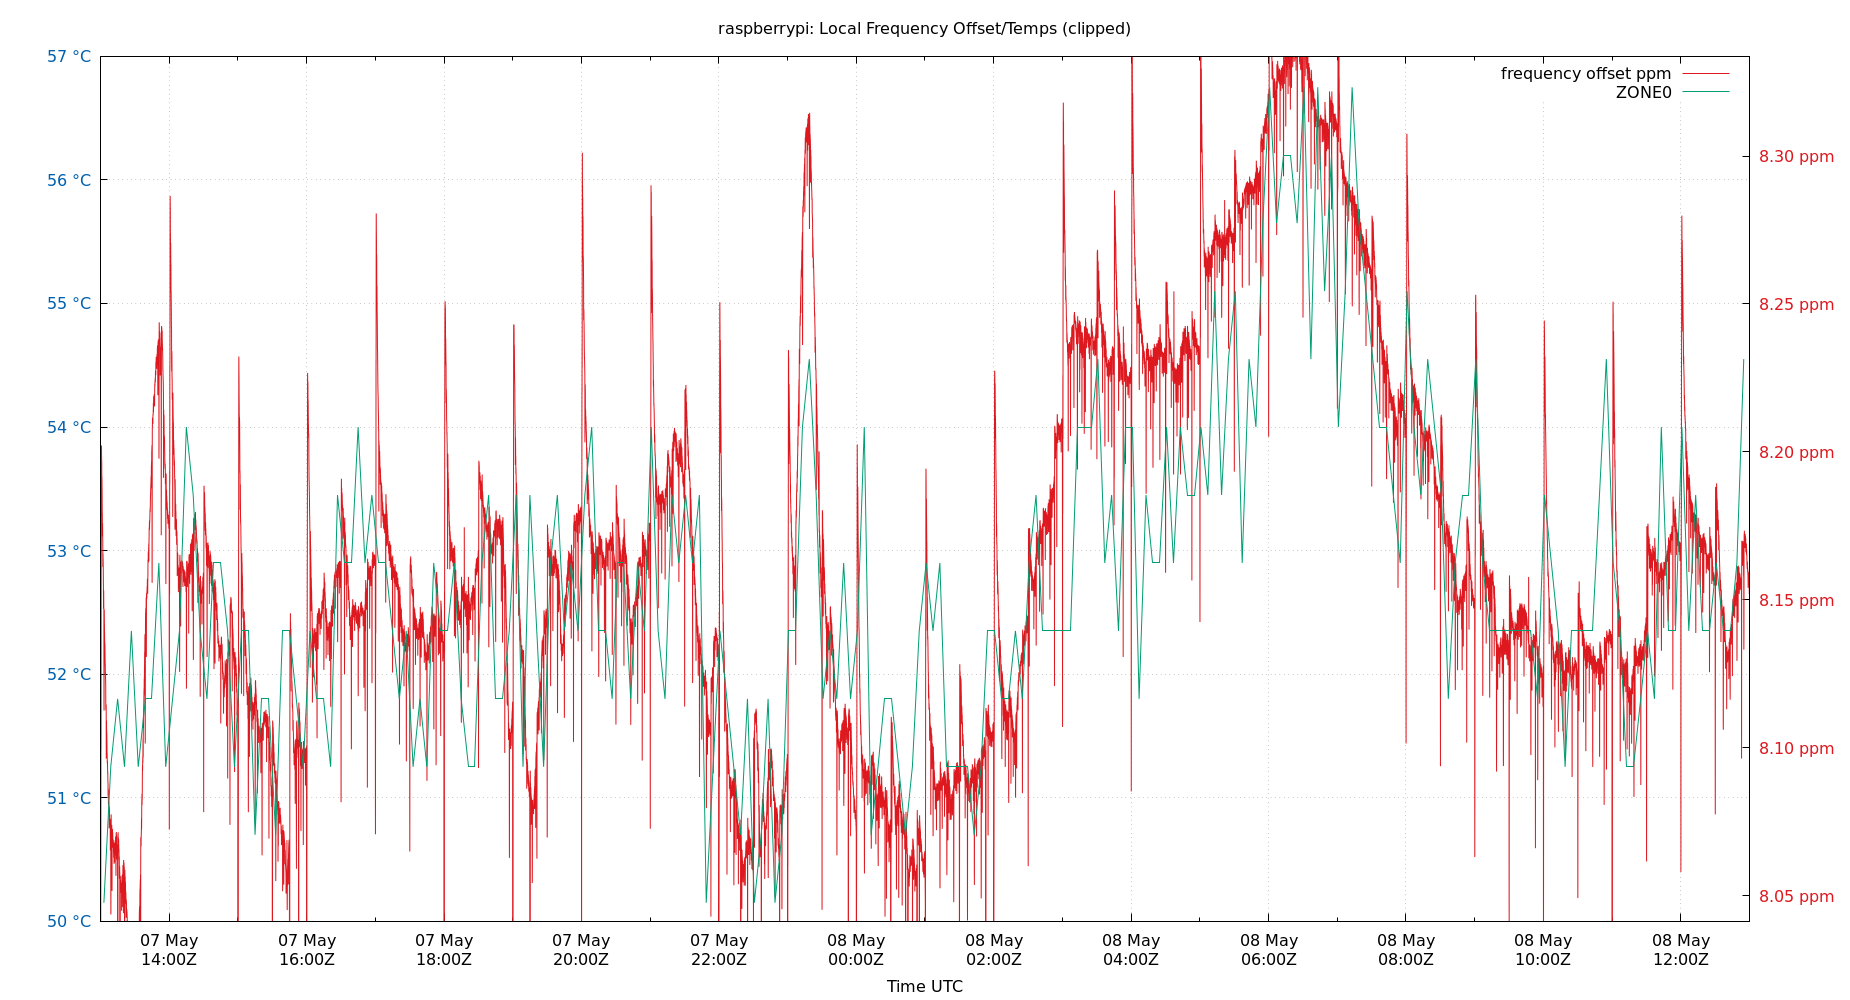 raspberrypi: Local Frequency Offset/Temps (clipped)
frequency offset ppm
ZONE0
57 °C
56 °C
55 °C
54 °C
53 °C
52 °C
51 °C
50 °C
8.30 ppm
8.25 ppm
8.20 ppm
8.15 ppm
8.10 ppm
8.05 ppm
07 May 07 May 07 May 07 May 07 May 08 May 08 May 08 May 08 May 08 May 08 May 08 May
14:00Z 16:00Z 18:00Z 20:00Z 22:00Z 00:00Z 02:00Z 04:00Z 06:00Z 08:00Z 10:00Z 12:00Z
Time UTC